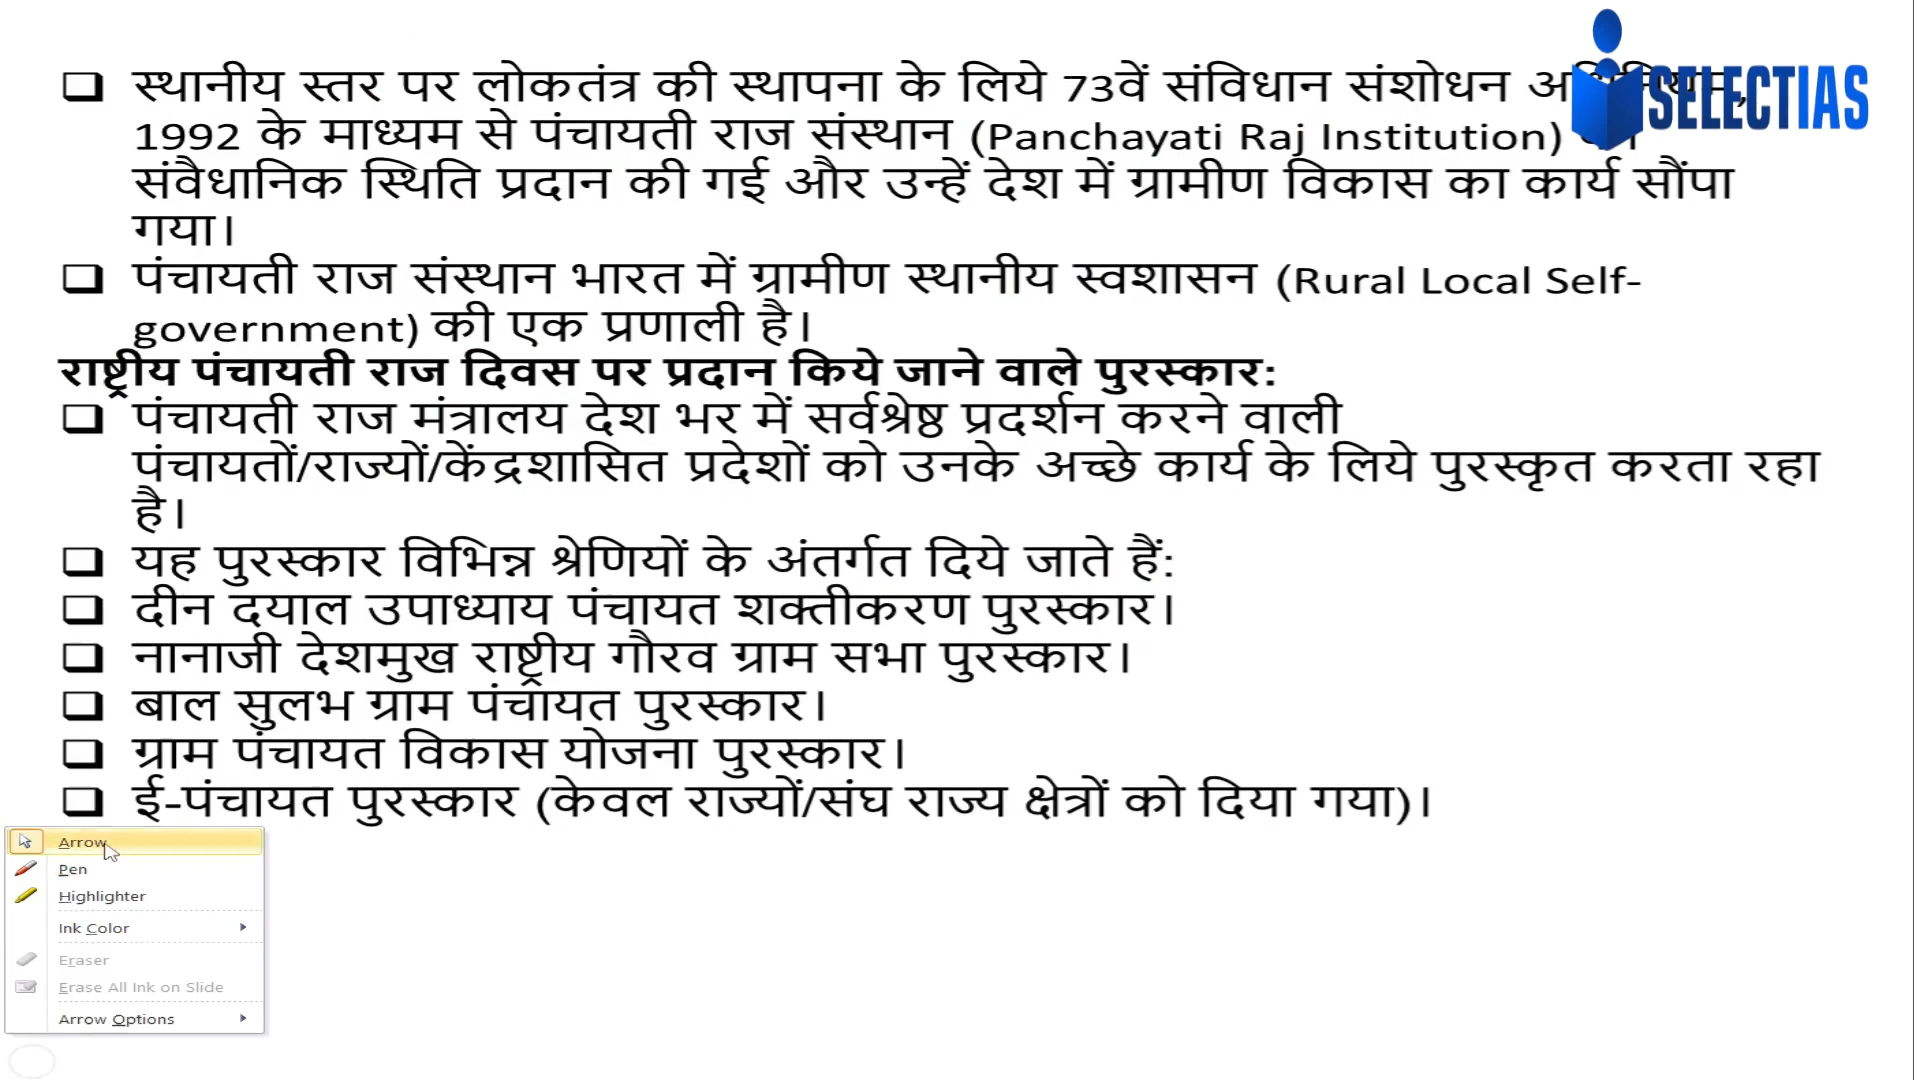 ❑ स्थानीय स्तर पर लोकतंत्र की स्थापना के लिये 73वें संविधान संशोधन
SELECTIAS
1992 के माध्यम से पंचायती राज संस्थान (Panchayati Raj Institution)
संवैधानिक स्थिति प्रदान की गई और उन्हें देश में ग्रामीण विकास का कार्य सौंपा
गया।
❑ पंचायती राज संस्थान भारत में ग्रामीण स्थानीय स्वशासन (Rural Local Self-
government) की एक प्रणाली है।
राष्ट्रीय पंचायती राज दिवस पर प्रदान किये जाने वाले पुरस्कार:
❑ पंचायती राज मंत्रालय देश भर में सर्वश्रेष्ठ प्रदर्शन करने वाली
पंचायतों/राज्यों/केंद्रशासित प्रदेशों को उनके अच्छे कार्य के लिये पुरस्कृत करता रहा
है।
❑ यह पुरस्कार विभिन्न श्रेणियों के अंतर्गत दिये जाते हैं:
❑ दीन दयाल उपाध्याय पंचायत शक्तीकरण पुरस्कार।
❑ नानाजी देशमुख राष्ट्रीय गौरव ग्राम सभा पुरस्कार।
❑ बाल सुलभ ग्राम पंचायत पुरस्कार।
❑ ग्राम पंचायत विकास योजना पुरस्कार।
❑ ई-पंचायत पुरस्कार (केवल राज्यों/संघ राज्य क्षेत्रों को दिया गया)।
Arrow
Pen
Highlighter
Ink Color
Eraser
Erase All Ink on Slide
Arrow Options